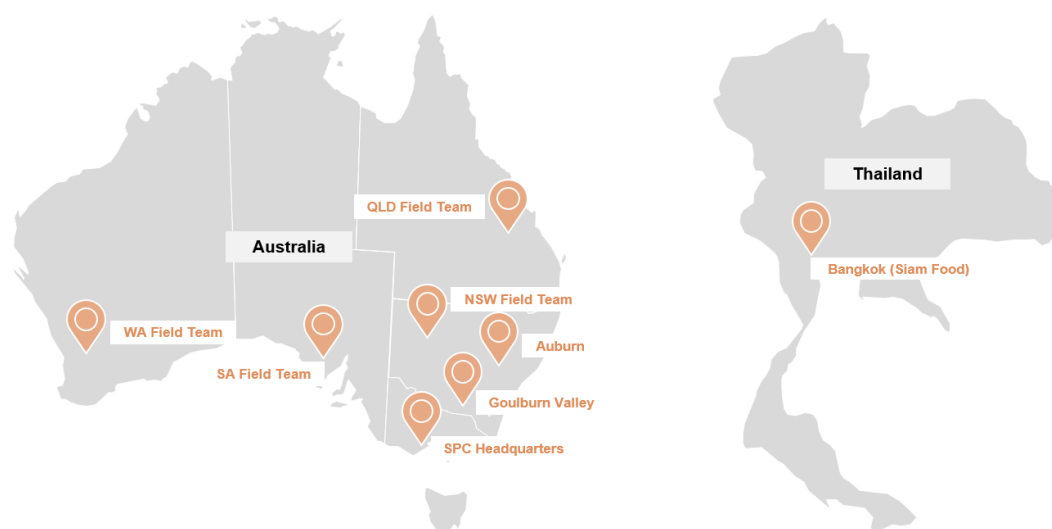 Thailand
QLD Field Team
Australia
Bangkok (Siam Food)
NSW Field Team
WA Field Team
Auburn
SA Field Team
Goulburn Valley
SPC Headquarters